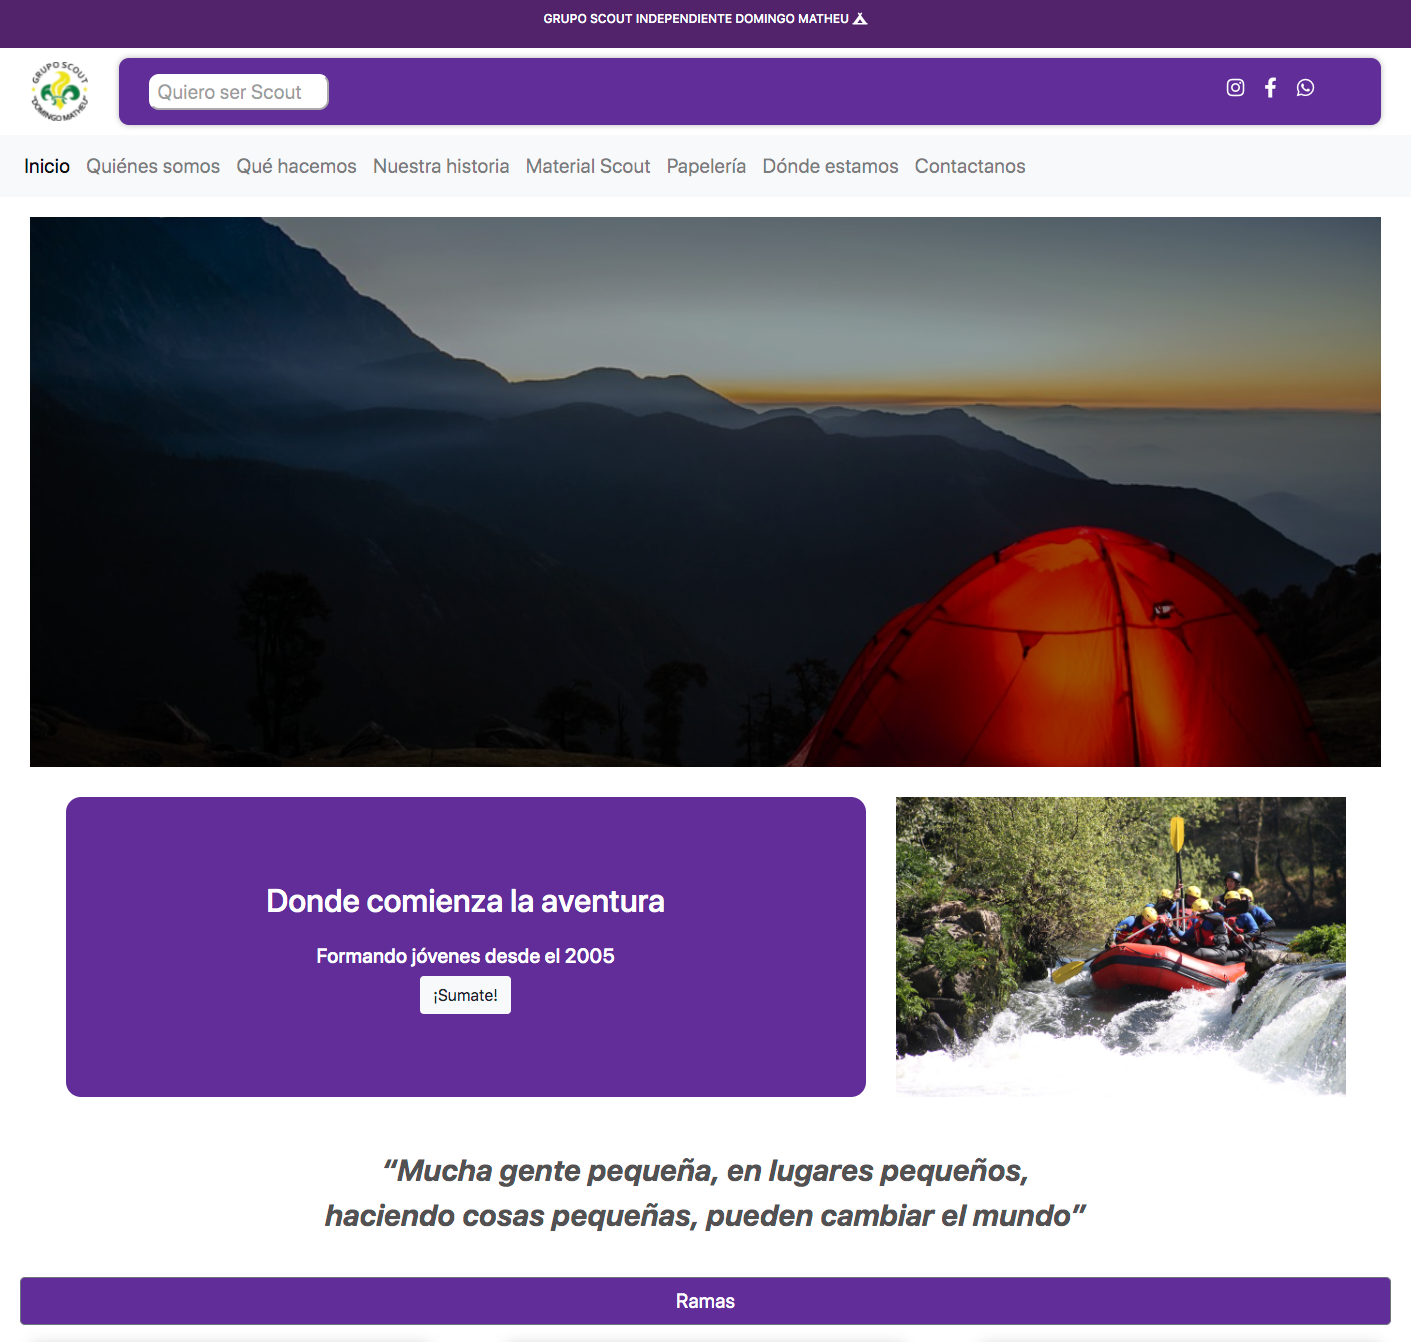 GRUPO SCOUT INDEPENDIENTE DOMINGO MATHEU
GRUPO SCOUT
DOMINGO MATHEU
Quiero ser Scout
Inicio Quiénes somos Qué hacemos Nuestra historia Material Scout Papelería Dónde estamos Contactanos
Donde comienza la aventura
Formando jóvenes desde el 2005
¡Sumate!
“Mucha gente pequeña, en lugares pequeños,
haciendo cosas pequeñas, pueden cambiar el mundo”
Ramas